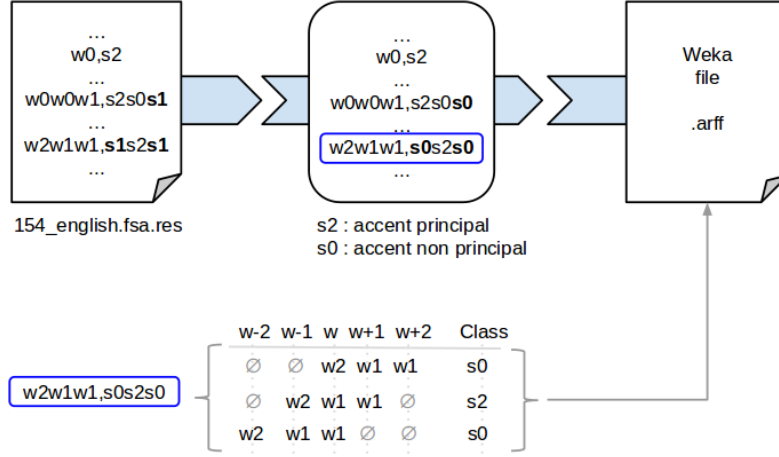 ...
w0,s2
...
w0w0w1,s2s0s1
...
w2w1w1,s1s2s1
...
154_english.fsa.res
...
w0,s2
...
w0w0w1,s2s0s0
...
w2w1w1,s0s2s0
...
s2 : accent principal
s0 : accent non principal
Weka
file
.arff
w2w1w1,s0s2s0
w-2 w-1 w w+1 w+2 Class
∅ ∅ w2 w1 w1 s0
∅ w2 w1 w1 ∅ s2
w2 w1 w1 ∅ ∅ s0